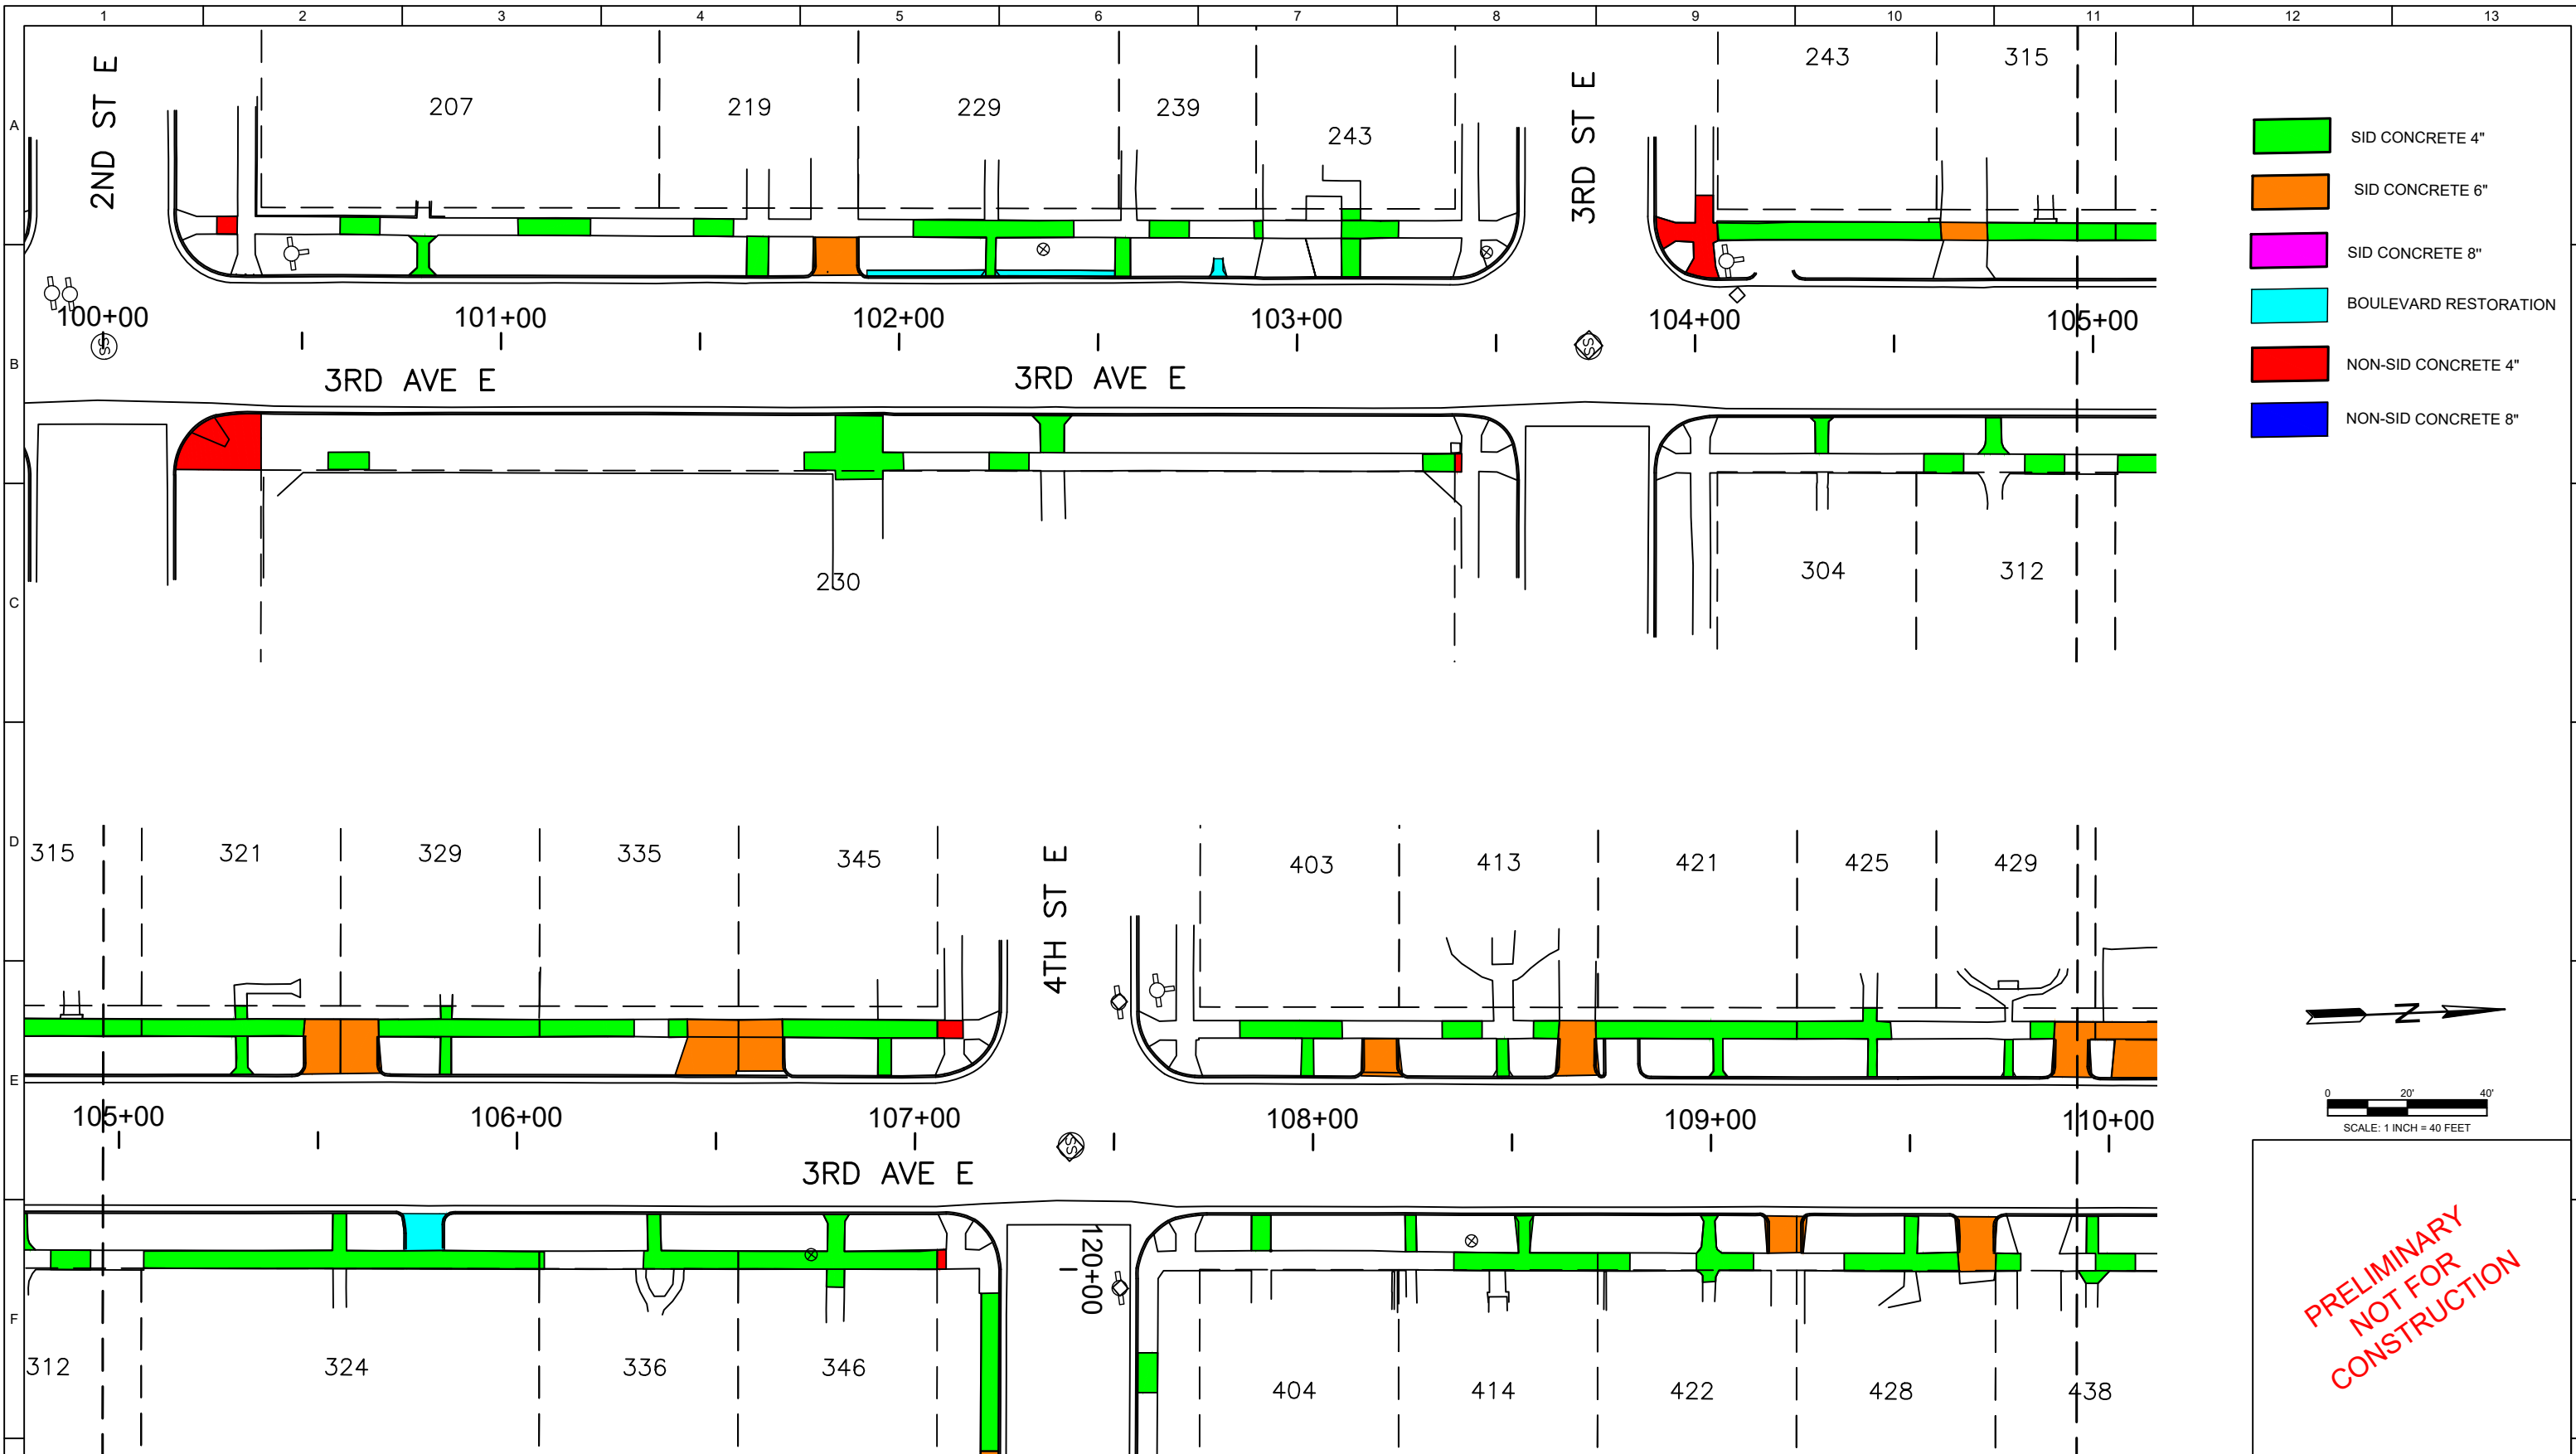 1 2 3 4 5 6 7 8 9 10 11 12 13
A
B
C
D
E
F
2ND ST E
207
219
229
239
243
3RD ST E
243
315
SID CONCRETE 4"
SID CONCRETE 6"
SID CONCRETE 8"
BOULEVARD RESTORATION
NON-SID CONCRETE 4"
NON-SID CONCRETE 8"
100+00
101+00
102+00
103+00
104+00
105+00
SS
SS
3RD AVE E
3RD AVE E
230
304
312
315
321
329
335
345
4TH ST E
403
413
421
425
429
N
105+00
106+00
107+00
108+00
109+00
110+00
0 20' 40'
SCALE: 1 INCH = 40 FEET
SS
3RD AVE E
120+00
312
324
336
346
404
414
422
428
438
PRELIMINARY
NOT FOR
CONSTRUCTION